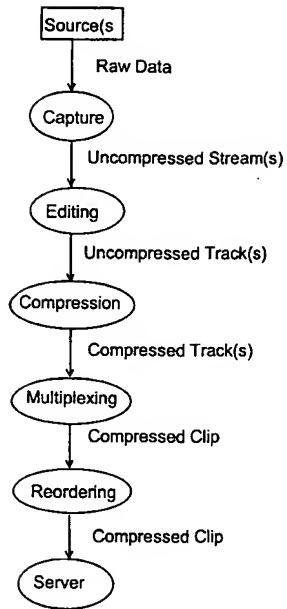 Source(s
Raw Data
Capture
Uncompressed Stream(s)
Editing
Uncompressed Track(s)
Compression
Compressed Track(s)
Multiplexing
Compressed Clip
Reordering
Compressed Clip
Server